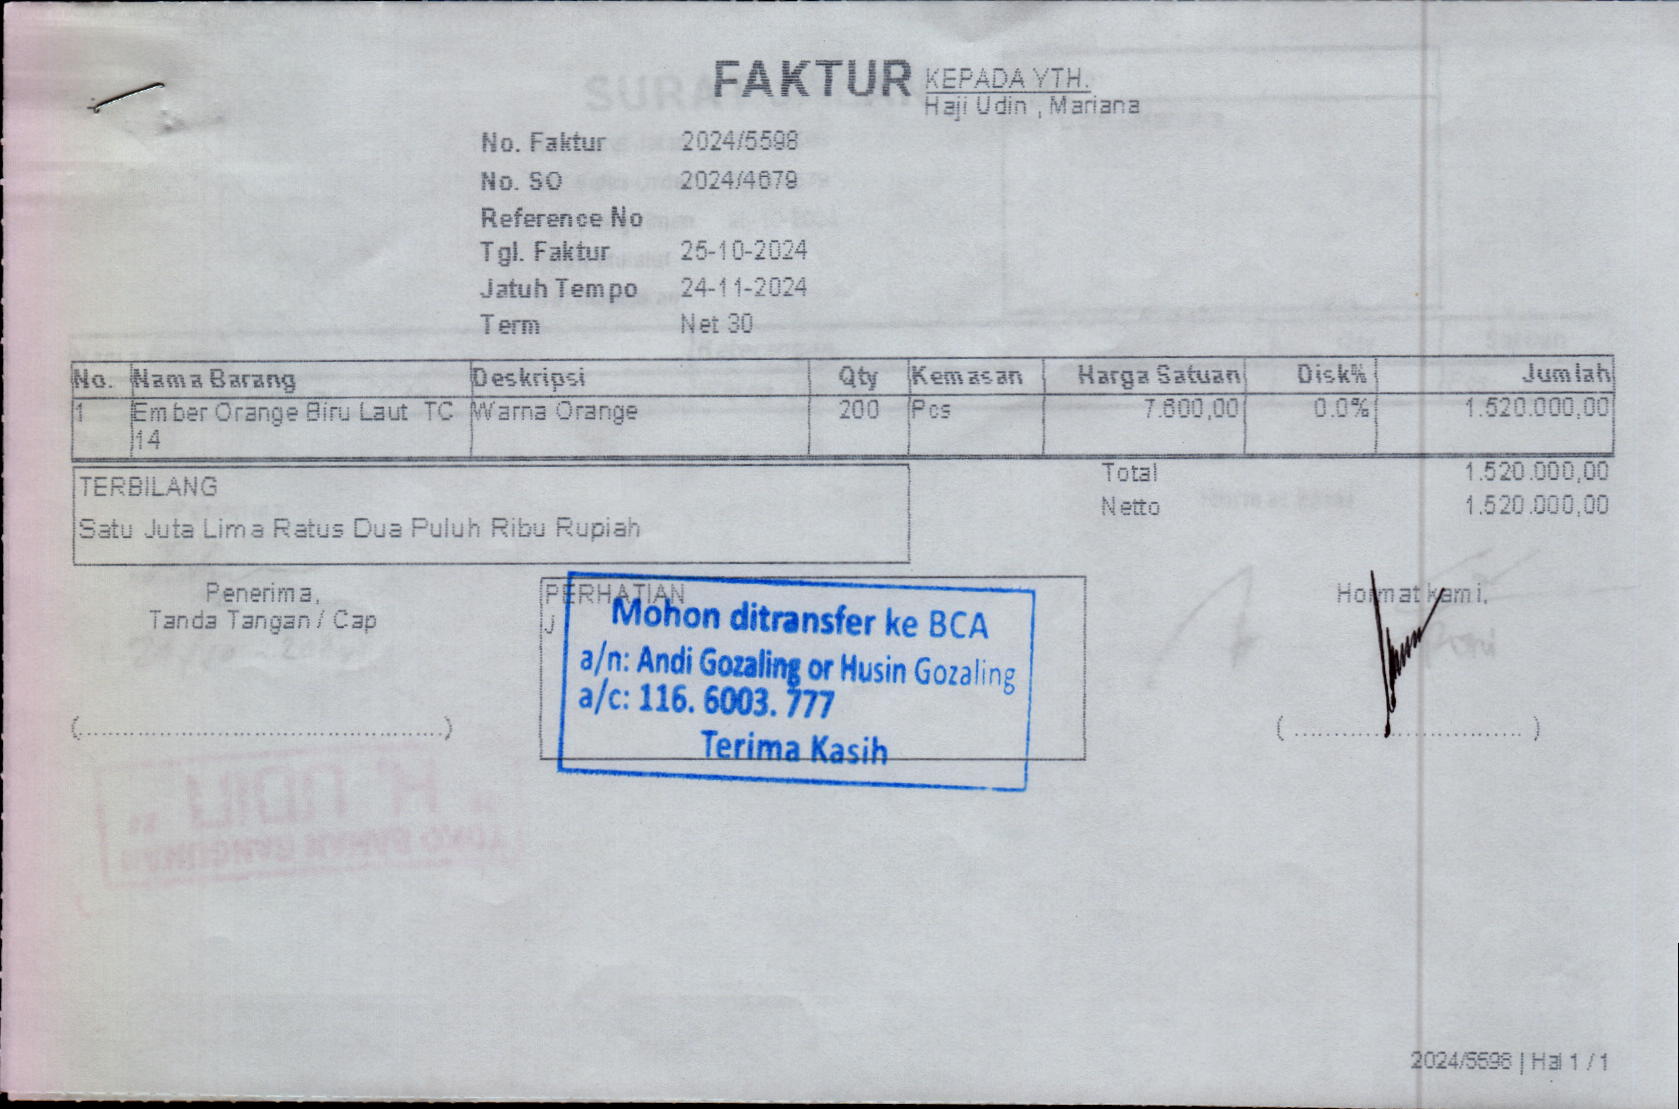 FAKTUR
KEPADA YTH.
Haji Udin , Mariana
No. Faktur 2024/5598
No. SO 2024/4679
Reference No
Tgl. Faktur 25-10-2024
Jatuh Tempo 24-11-2024
Term Net 30
No. Nama Barang Deskripsi Qty Kemasan Harga Satuan Disk% Jumlah
1 Ember Orange Biru Laut TC Warna Orange 200 Pcs 7.600,00 0.0% 1.520.000,00
14
TERBILANG
Satu Juta Lima Ratus Dua Puluh Ribu Rupiah
Total 1.520.000,00
Netto 1.520.000,00
Penerima,
Tanda Tangan / Cap
PERHATIAN
J
Mohon ditransfer ke BCA
a/n: Andi Gozaling or Husin Gozaling
a/c: 116. 6003. 777
Terima Kasih
Hormat kami,
(............................................)
(............................)
2024/5598 | Hal 1 / 1